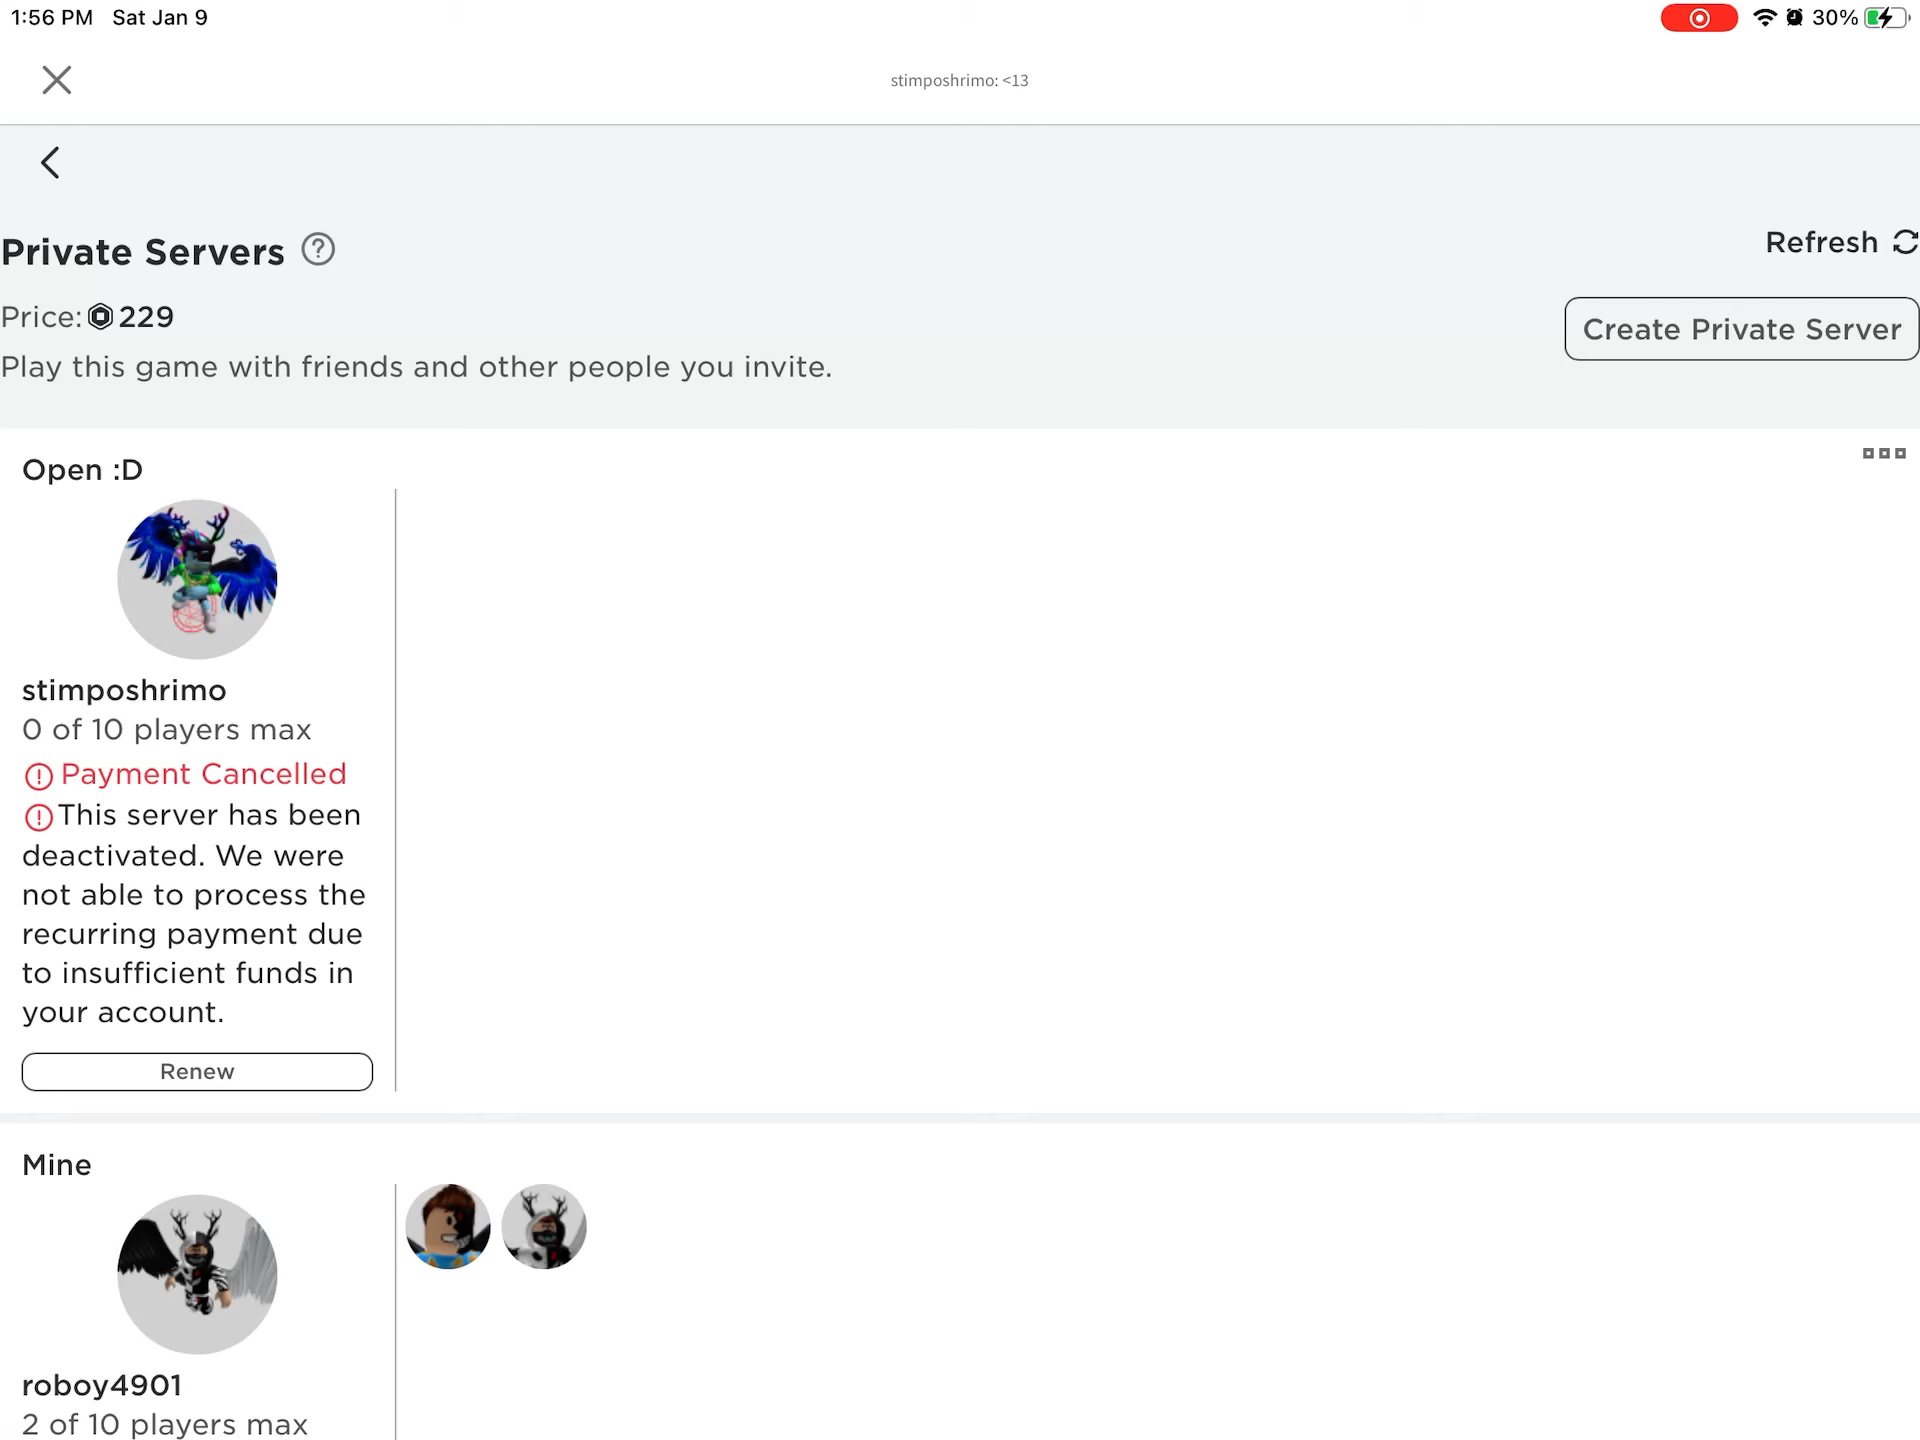 1:56 PM Sat Jan 9
30%
stimposhrimo: <13
Private Servers
Refresh
Price: 229
Create Private Server
Play this game with friends and other people you invite.
Open :D
stimposhrimo
0 of 10 players max
Payment Cancelled
This server has been
deactivated. We were
not able to process the
recurring payment due
to insufficient funds in
your account.
Renew
Mine
roboy4901
2 of 10 players max